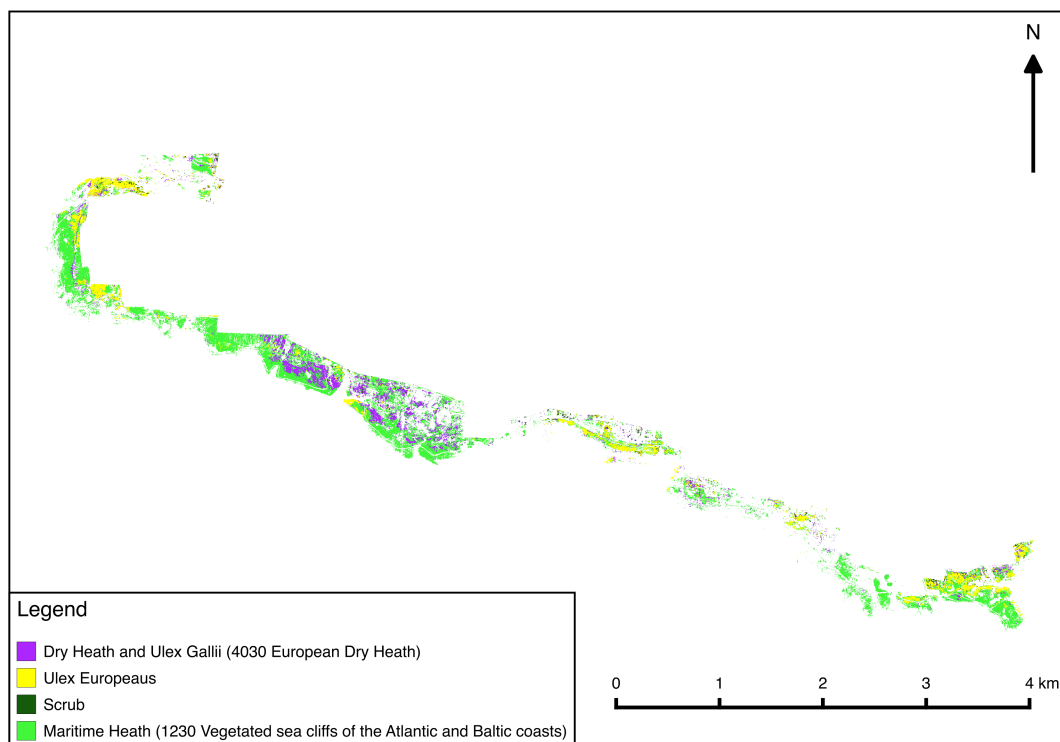 N
Legend
Dry Heath and Ulex Gallii (4030 European Dry Heath)
Ulex Europeaus
Scrub
Maritime Heath (1230 Vegetated sea cliffs of the Atlantic and Baltic coasts)
0 1 2 3 4 km